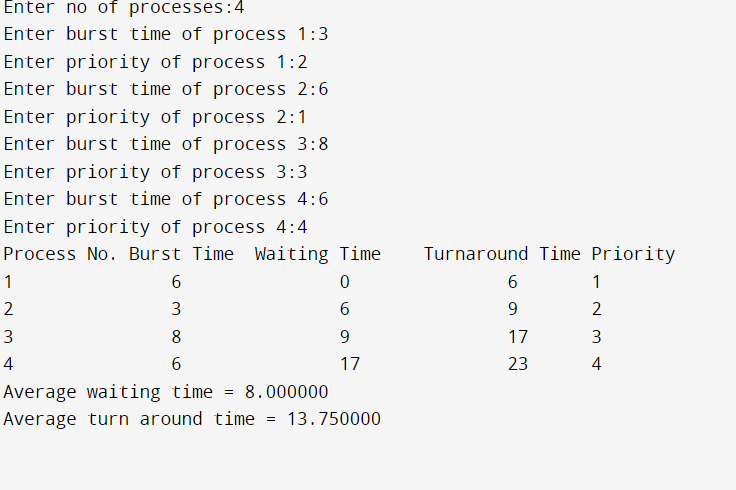 Enter no of processes:4
Enter burst time of process 1:3
Enter priority of process 1:2
Enter burst time of process 2:6
Enter priority of process 2:1
Enter burst time of process 3:8
Enter priority of process 3:3
Enter burst time of process 4:6
Enter priority of process 4:4
Process No. Burst Time  Waiting Time    Turnaround Time Priority
1               6               0               6       1
2               3               6               9       2
3               8               9               17      3
4               6               17              23      4
Average waiting time = 8.000000
Average turn around time = 13.750000